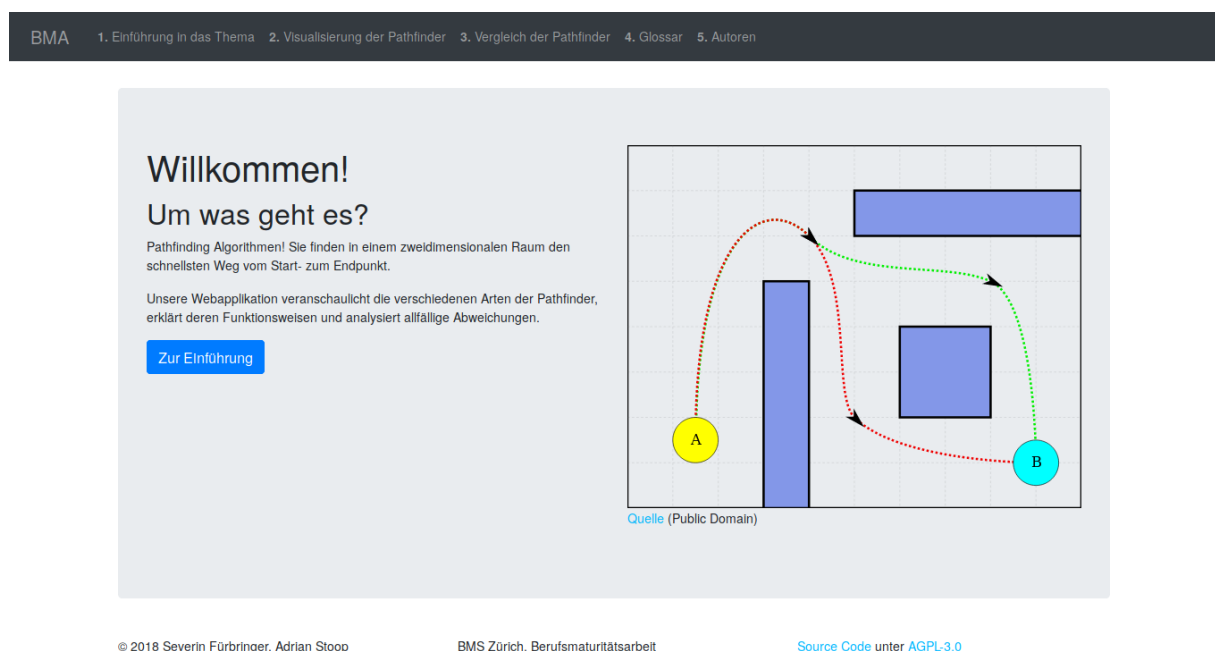 BMA 1. Einführung in das Thema 2. Visualisierung der Pathfinder 3. Vergleich der Pathfinder 4. Glossar 5. Autoren
Willkommen!
Um was geht es?
Pathfinding Algorithmen! Sie finden in einem zweidimensionalen Raum den
schnellsten Weg vom Start- zum Endpunkt.
Unsere Webapplikation veranschaulicht die verschiedenen Arten der Pathfinder,
erklärt deren Funktionsweisen und analysiert allfällige Abweichungen.
Zur Einführung
A
B
Quelle (Public Domain)
© 2018 Severin Fürbringer, Adrian Stoop
BMS Zürich, Berufsmaturitätsarbeit
Source Code unter AGPL-3.0